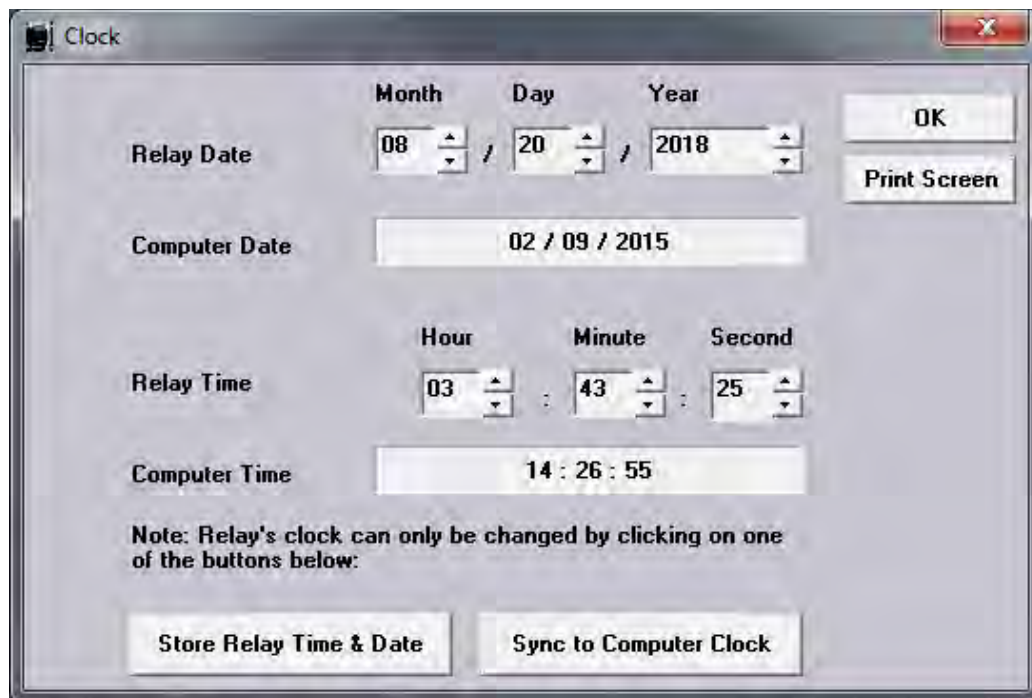 Clock
Month Day Year
OK
Relay Date 08 / 20 / 2018
Print Screen
Computer Date 02 / 09 / 2015
Hour Minute Second
Relay Time 03 : 43 : 25
Computer Time 14 : 26 : 55
Note: Relay's clock can only be changed by clicking on one
of the buttons below:
Store Relay Time & Date Sync to Computer Clock